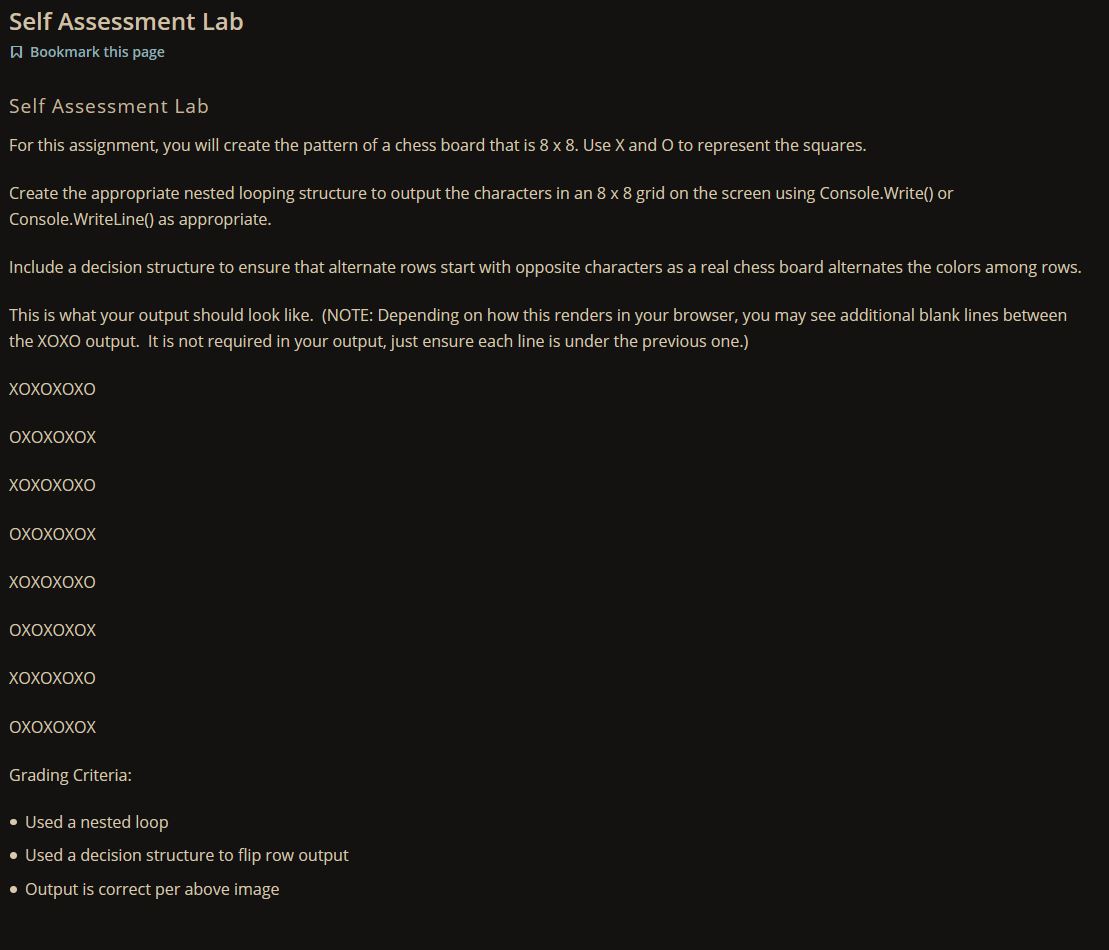 Self Assessment Lab
Bookmark this page
Self Assessment Lab
For this assignment, you will create the pattern of a chess board that is 8 x 8. Use X and O to represent the squares.
Create the appropriate nested looping structure to output the characters in an 8 x 8 grid on the screen using Console.Write() or
Console.WriteLine() as appropriate.
Include a decision structure to ensure that alternate rows start with opposite characters as a real chess board alternates the colors among rows.
This is what your output should look like.  (NOTE: Depending on how this renders in your browser, you may see additional blank lines between
the XOXO output.  It is not required in your output, just ensure each line is under the previous one.)
XOXOXOXO
OXOXOXOX
XOXOXOXO
OXOXOXOX
XOXOXOXO
OXOXOXOX
XOXOXOXO
OXOXOXOX
Grading Criteria:
• Used a nested loop
• Used a decision structure to flip row output
• Output is correct per above image